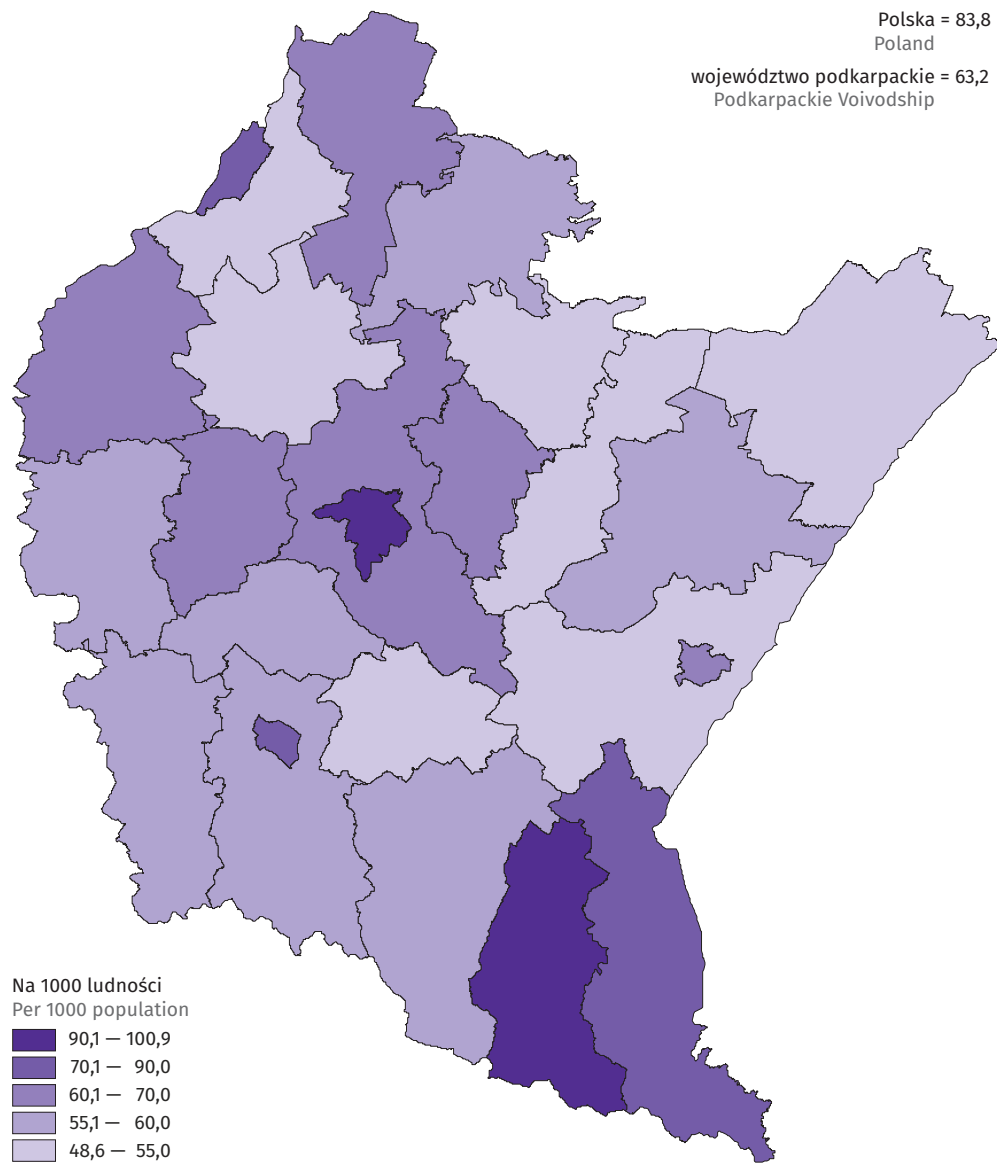 Polska = 83,8
Poland
województwo podkarpackie = 63,2
Podkarpackie Voivodship
Na 1000 ludności
Per 1000 population
90,1 — 100,9
70,1 — 90,0
60,1 — 70,0
55,1 — 60,0
48,6 — 55,0